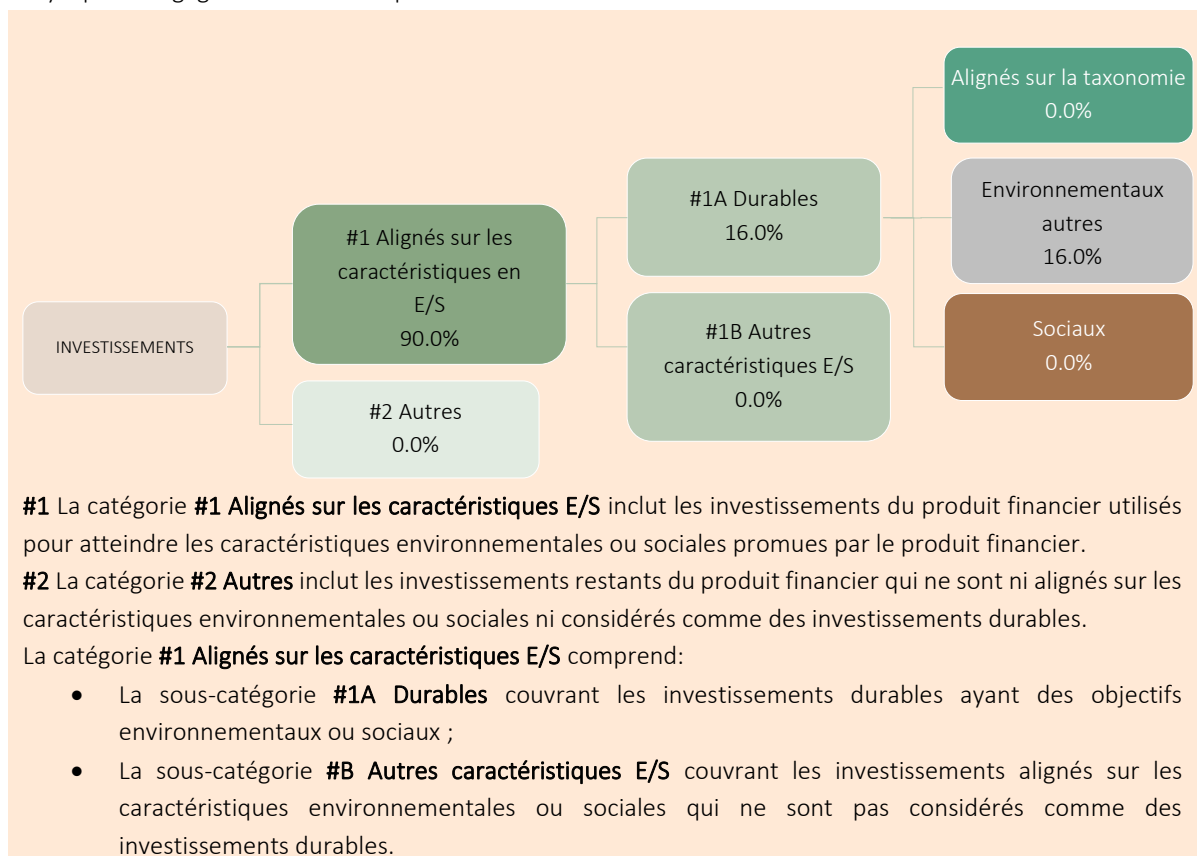 Alignés sur la taxonomie
0.0%
#1A Durables
16.0%
Environnementaux
autres
16.0%
#1 Alignés sur les
caractéristiques en
E/S
90.0%
INVESTISSEMENTS
#1B Autres
caractéristiques E/S
0.0%
Sociaux
0.0%
#2 Autres
0.0%
#1 La catégorie #1 Alignés sur les caractéristiques E/S inclut les investissements du produit financier utilisés
pour atteindre les caractéristiques environnementales ou sociales promues par le produit financier.
#2 La catégorie #2 Autres inclut les investissements restants du produit financier qui ne sont ni alignés sur les
caractéristiques environnementales ou sociales ni considérés comme des investissements durables.
La catégorie #1 Alignés sur les caractéristiques E/S comprend:
• La sous-catégorie #1A Durables couvrant les investissements durables ayant des objectifs
environnementaux ou sociaux ;
• La sous-catégorie #B Autres caractéristiques E/S couvrant les investissements alignés sur les
caractéristiques environnementales ou sociales qui ne sont pas considérés comme des
investissements durables.